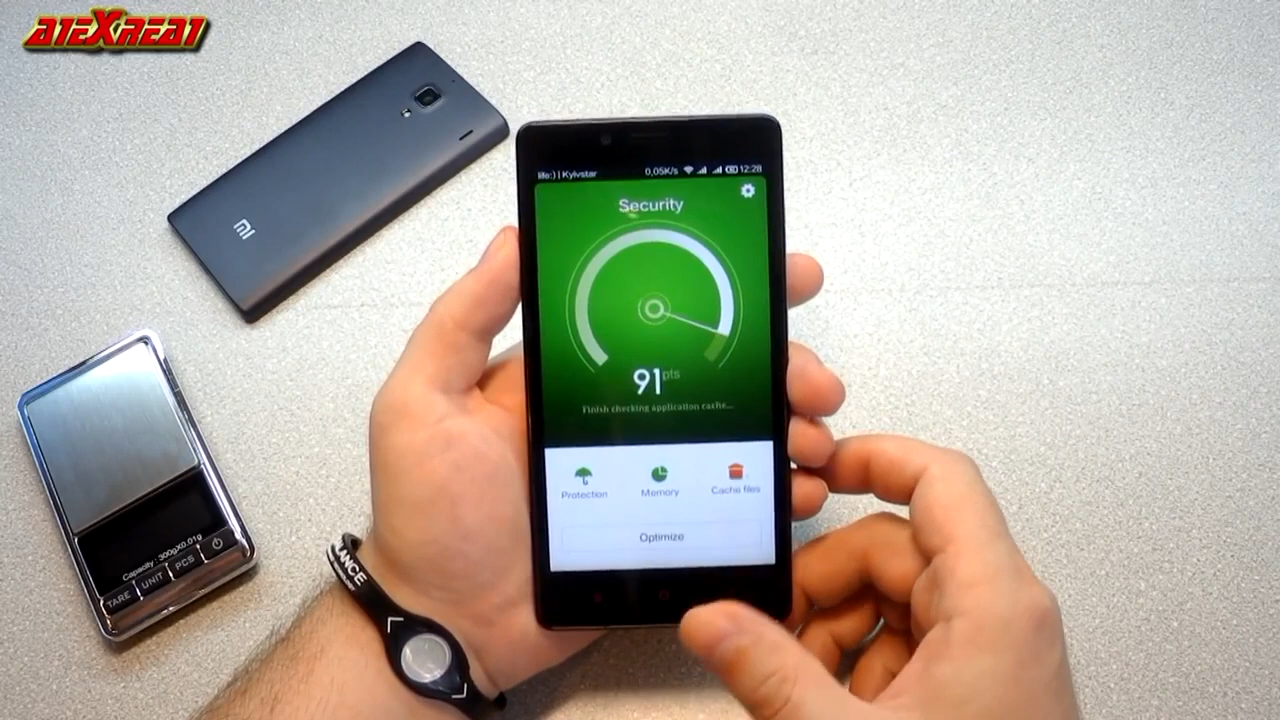 A1EXREA1
life:) | Kyivstar 0,05K/s 12:28
Security
91 pts
Finish checking application cache...
Protection Memory Cache files
Optimize
MI
Capacity : 300gX0.01g
TARE UNIT PCS
LANCE